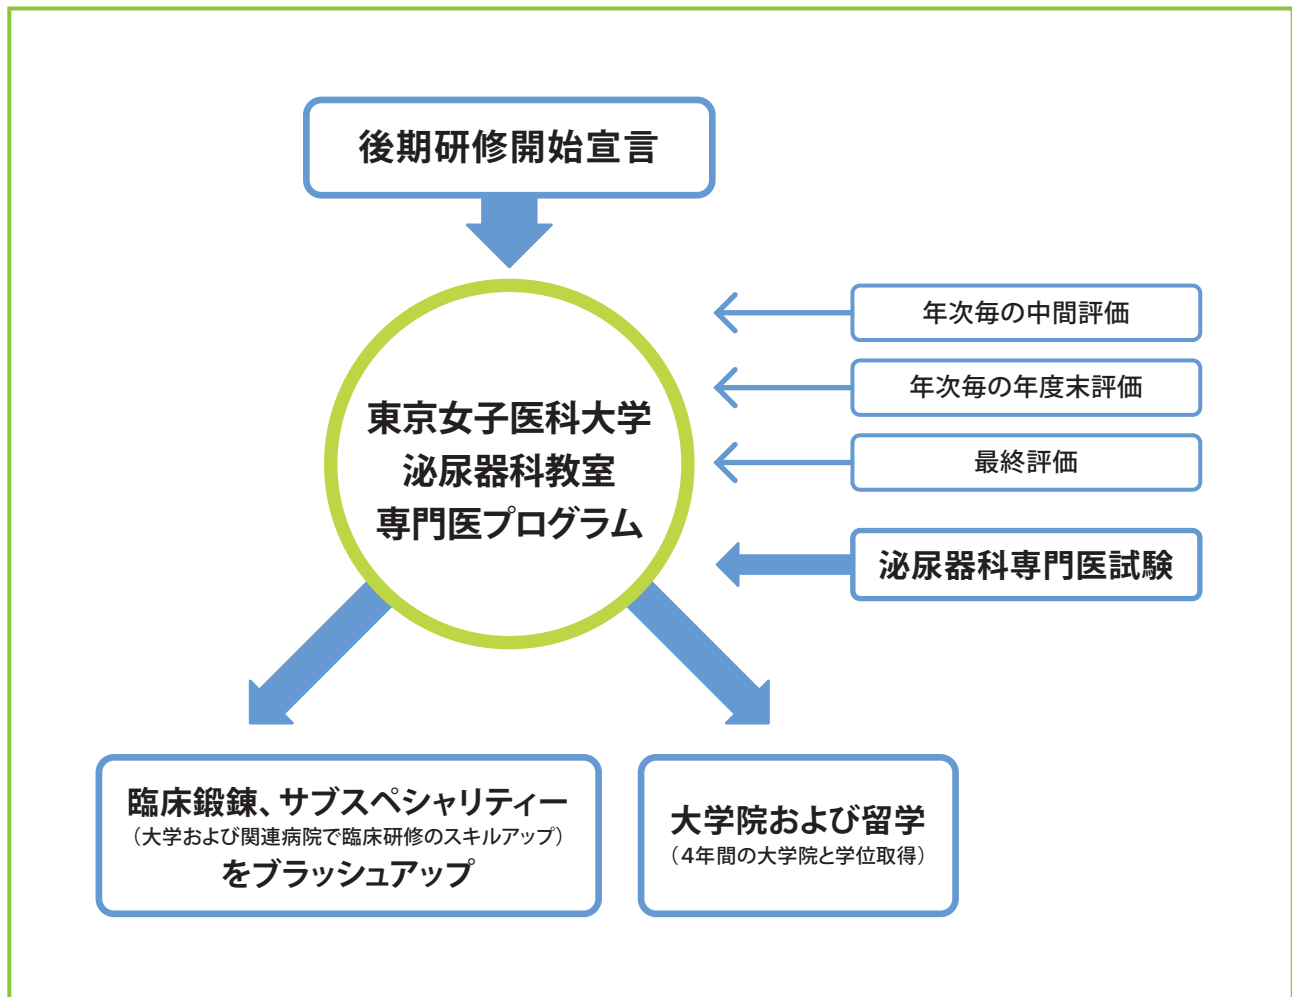 後期研修開始宣言
東京女子医科大学
泌尿器科教室
専門医プログラム
年次毎の中間評価
年次毎の年度末評価
最終評価
泌尿器科専門医試験
臨床鍛錬、サブスペシャリティー
（大学および関連病院で臨床研修のスキルアップ）
をブラッシュアップ
大学院および留学
（4年間の大学院と学位取得）